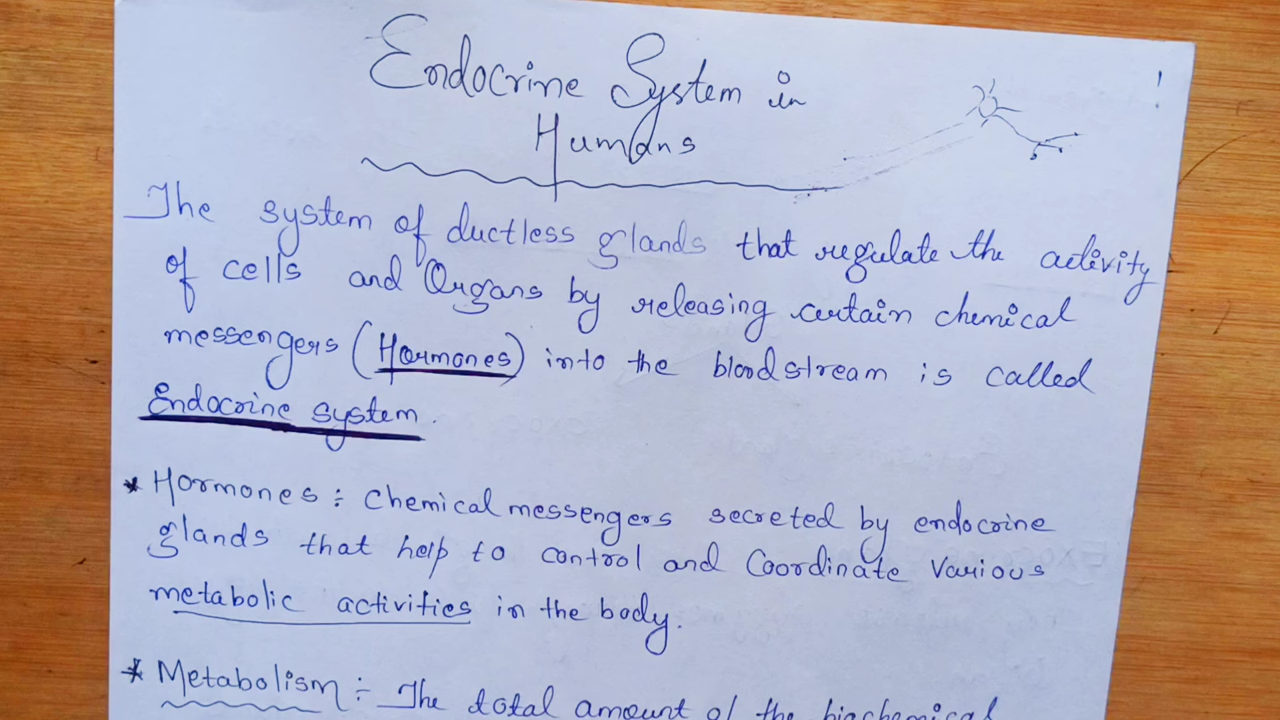 Endocrine System in
Humans
The system of ductless glands that regulate the activity
of cells and Organs by releasing certain chemical
messengers (Hormones) into the bloodstream is called
Endocrine system.
* Hormones : Chemical messengers secreted by endocrine
glands that help to control and Coordinate Various
metabolic activities in the body.
* Metabolism :- The total amount of the biochemical